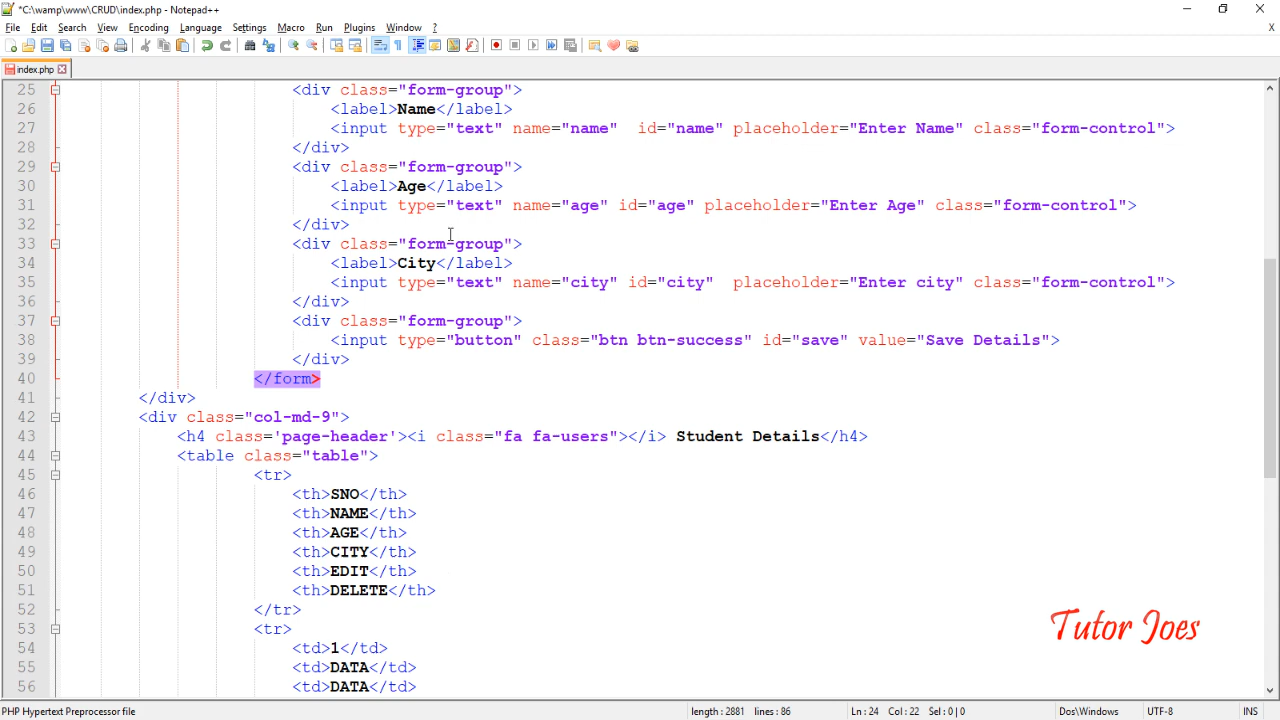 *C:\wamp\www\CRUD\index.php - Notepad++
File Edit Search View Encoding Language Settings Macro Run Plugins Window ? X
index.php
25 <div class="form-group">
26 <label>Name</label>
27 <input type="text" name="name"  id="name" placeholder="Enter Name" class="form-control">
28 </div>
29 <div class="form-group">
30 <label>Age</label>
31 <input type="text" name="age" id="age" placeholder="Enter Age" class="form-control">
32 </div>
33 <div class="form-group">
34 <label>City</label>
35 <input type="text" name="city" id="city"  placeholder="Enter city" class="form-control">
36 </div>
37 <div class="form-group">
38 <input type="button" class="btn btn-success" id="save" value="Save Details">
39 </div>
40 </form>
41 </div>
42 <div class="col-md-9">
43 <h4 class='page-header'><i class="fa fa-users"></i> Student Details</h4>
44 <table class="table">
45 <tr>
46 <th>SNO</th>
47 <th>NAME</th>
48 <th>AGE</th>
49 <th>CITY</th>
50 <th>EDIT</th>
51 <th>DELETE</th>
52 </tr>
53 <tr>
54 <td>1</td>
55 <td>DATA</td>
56 <td>DATA</td>
Tutor Joes
PHP Hypertext Preprocessor file length : 2881 lines : 86 Ln : 24 Col : 22 Sel : 0 | 0 Dos\Windows UTF-8 INS